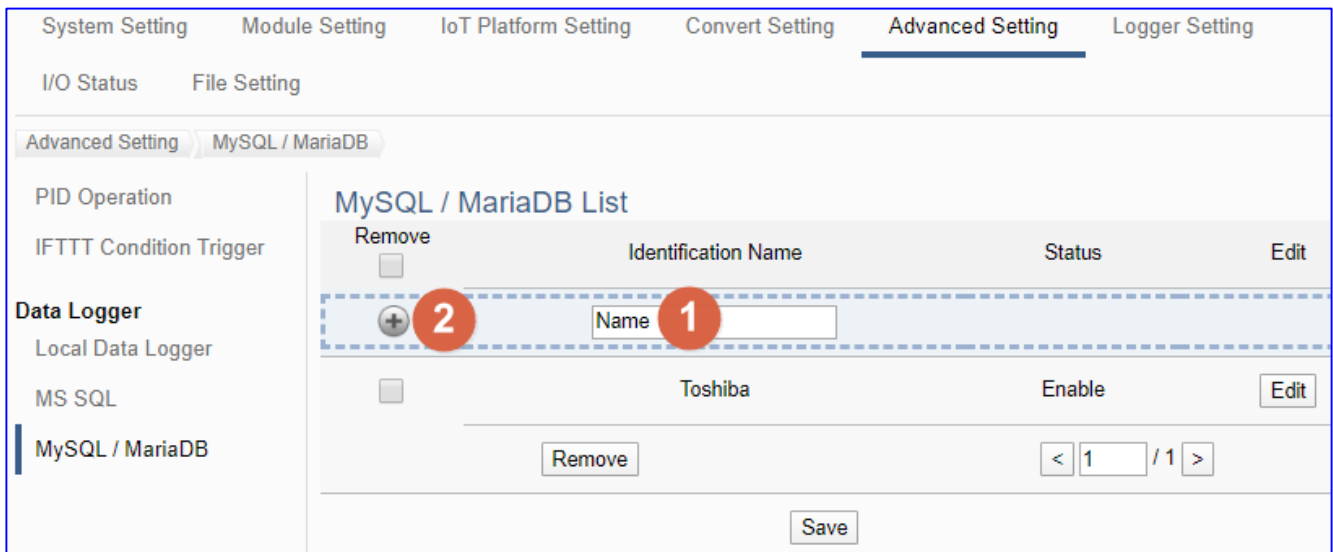 System Setting Module Setting IoT Platform Setting Convert Setting Advanced Setting Logger Setting
I/O Status File Setting
Advanced Setting MySQL / MariaDB
PID Operation
IFTTT Condition Trigger
Data Logger
Local Data Logger
MS SQL
MySQL / MariaDB
MySQL / MariaDB List
Remove Identification Name Status Edit
+ 2 Name 1
Toshiba Enable Edit
Remove < 1 / 1 >
Save